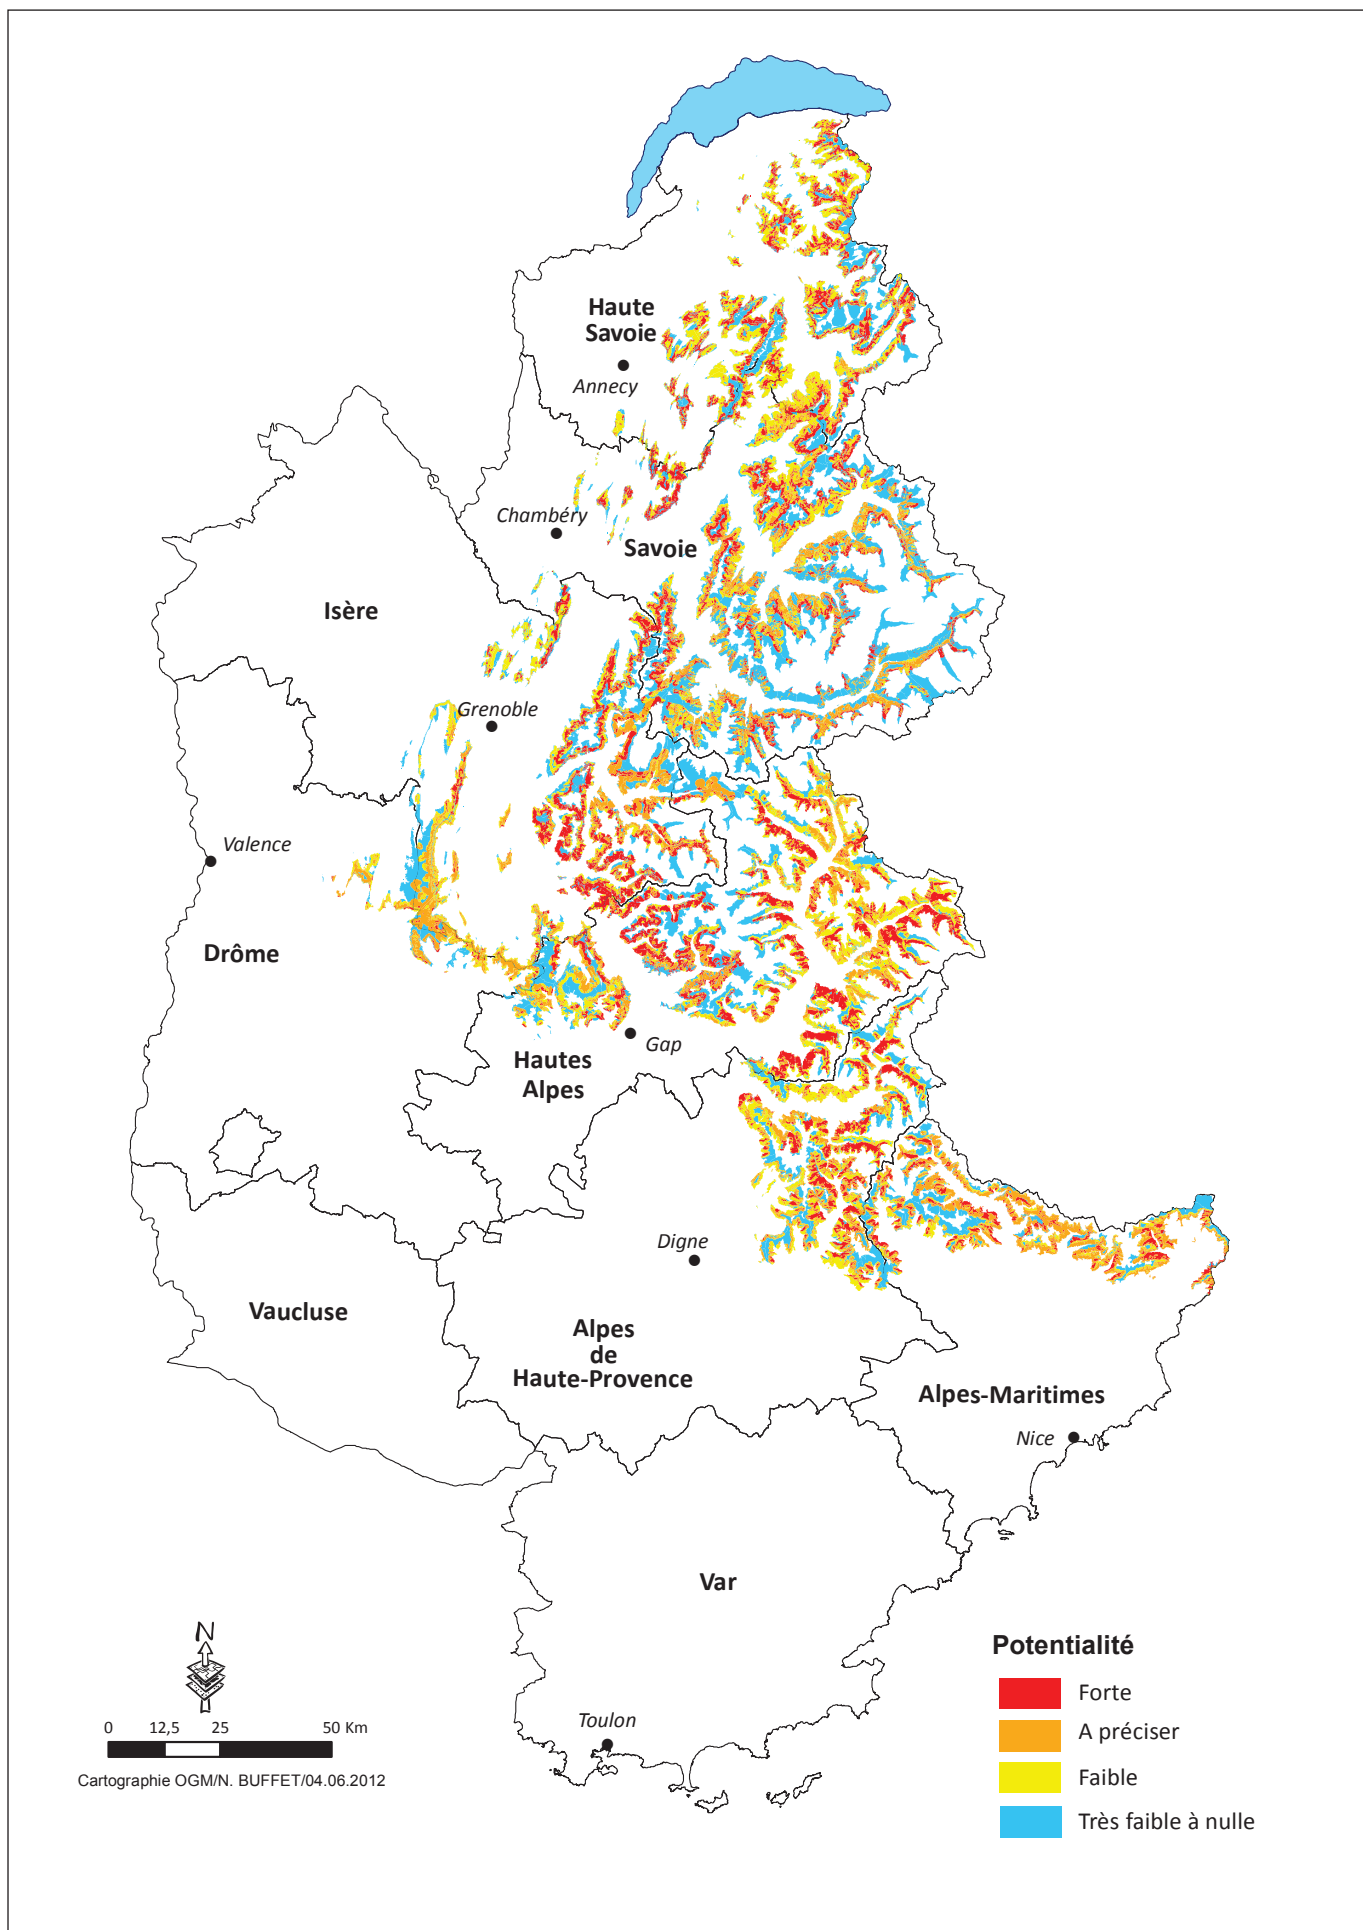 Haute
Savoie
Annecy
Chambéry
Savoie
Isère
Grenoble
Valence
Drôme
Gap
Hautes
Alpes
Digne
Vaucluse
Alpes
de
Haute-Provence
Alpes-Maritimes
Nice
Var
Toulon
N
0 12,5 25 50 Km
Cartographie OGM/N. BUFFET/04.06.2012
Potentialité
Forte
A préciser
Faible
Très faible à nulle